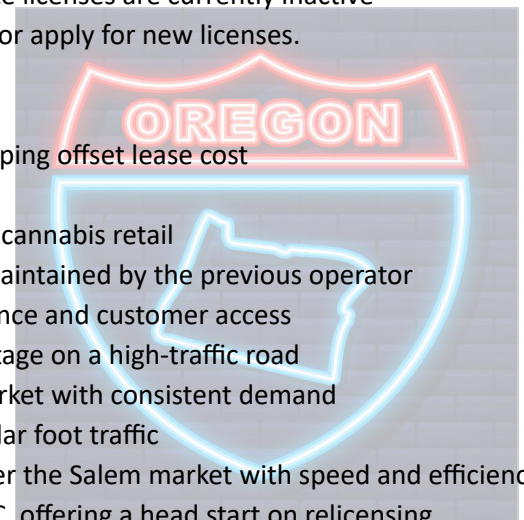 te licenses are currently inactive
or apply for new licenses.
OREGON
ping offset lease cost
cannabis retail
aintained by the previous operator
nce and customer access
tage on a high-traffic road
rket with consistent demand
lar foot traffic
er the Salem market with speed and efficienc
C, offering a head start on relicensing